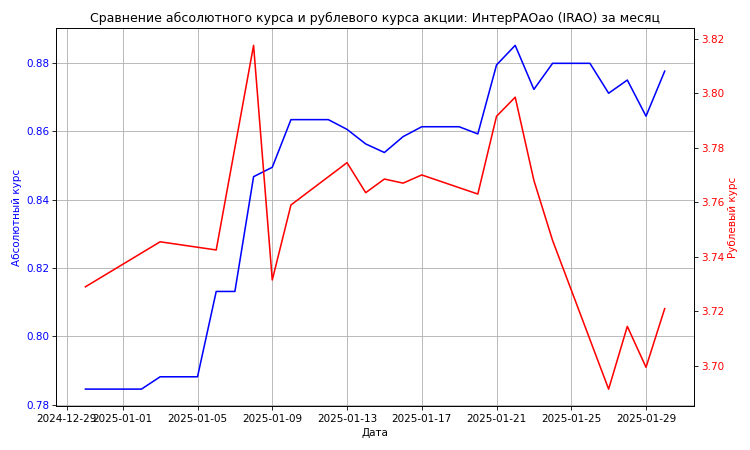 Сравнение абсолютного курса и рублевого курса акции: ИнтерРАОао (IRAO) за месяц
0.88
0.86
0.84
0.82
0.80
0.78
Абсолютный курс
3.82
3.80
3.78
3.76
3.74
3.72
3.70
Рублевый курс
2024-12-29 2025-01-01 2025-01-05 2025-01-09 2025-01-13 2025-01-17 2025-01-21 2025-01-25 2025-01-29
Дата